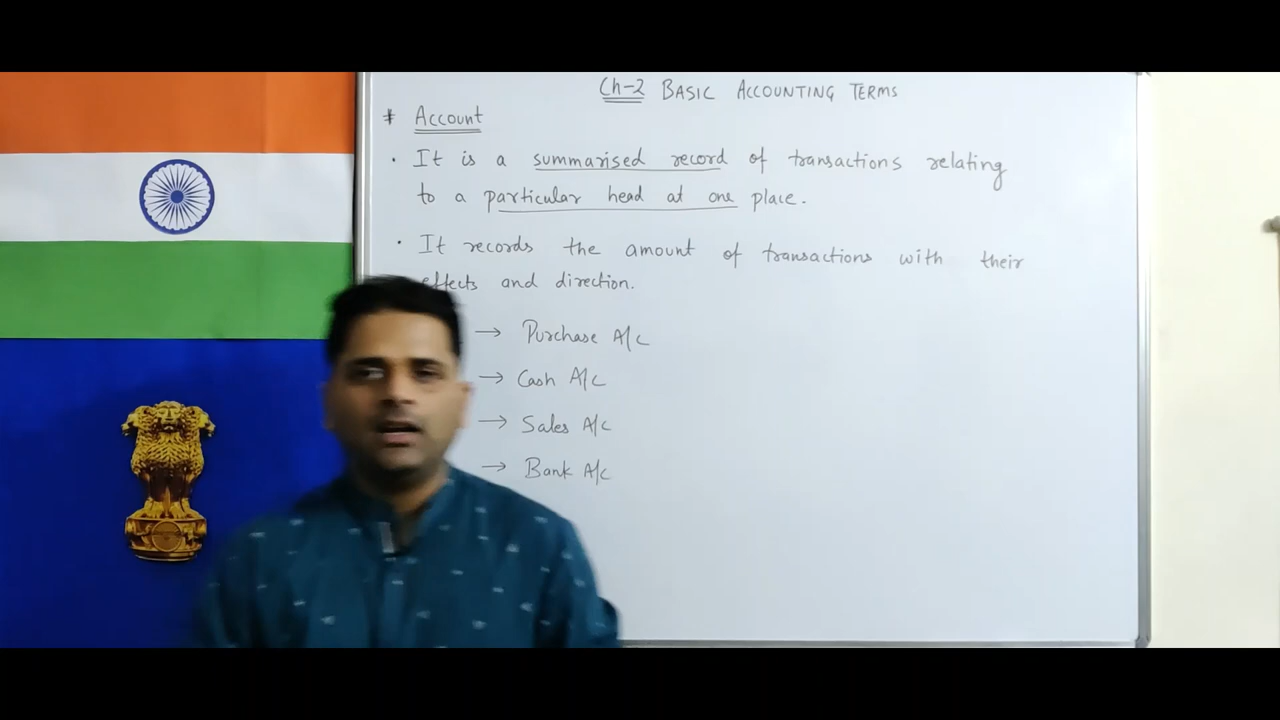 Ch-2 BASIC ACCOUNTING TERMS
* Account
· It is a summarised record of transactions relating
to a particular head at one place.
· It records the amount of transactions with their
effects and direction.
→ Purchase A/c
→ Cash A/c
→ Sales A/c
→ Bank A/c